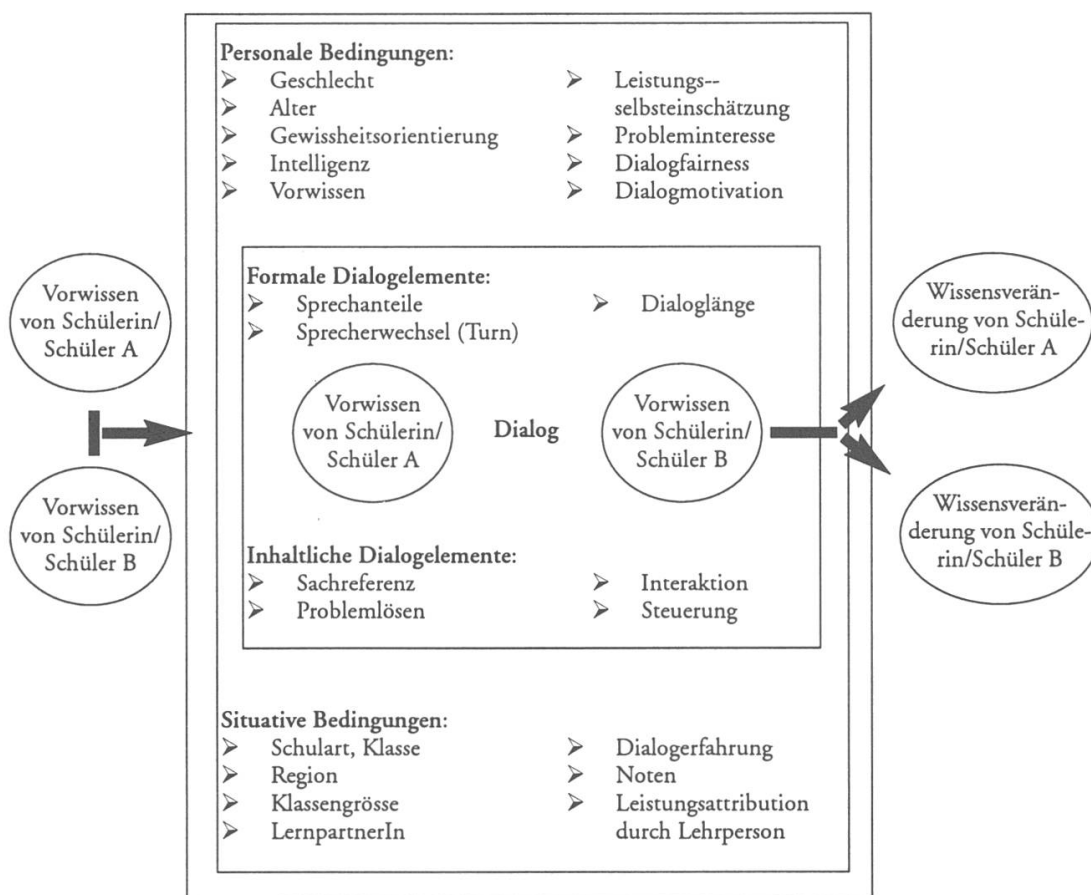 Personale Bedingungen:
➢ Geschlecht
➢ Alter
➢ Gewissheitsorientierung
➢ Intelligenz
➢ Vorwissen
➢ Leistungs--
selbsteinschätzung
➢ Probleminteresse
➢ Dialogfairness
➢ Dialogmotivation
Vorwissen
von Schülerin/
Schüler A
Vorwissen
von Schülerin/
Schüler B
Formale Dialogelemente:
➢ Sprechanteile
➢ Sprecherwechsel (Turn)
➢ Dialoglänge
Vorwissen
von Schülerin/
Schüler A
Dialog
Vorwissen
von Schülerin/
Schüler B
Inhaltliche Dialogelemente:
➢ Sachreferenz
➢ Problemlösen
➢ Interaktion
➢ Steuerung
Wissensverän-
derung von Schüle-
rin/Schüler A
Wissensverän-
derung von Schüle-
rin/Schüler B
Situative Bedingungen:
➢ Schulart, Klasse
➢ Region
➢ Klassengrösse
➢ LernpartnerIn
➢ Dialogerfahrung
➢ Noten
➢ Leistungsattribution
durch Lehrperson